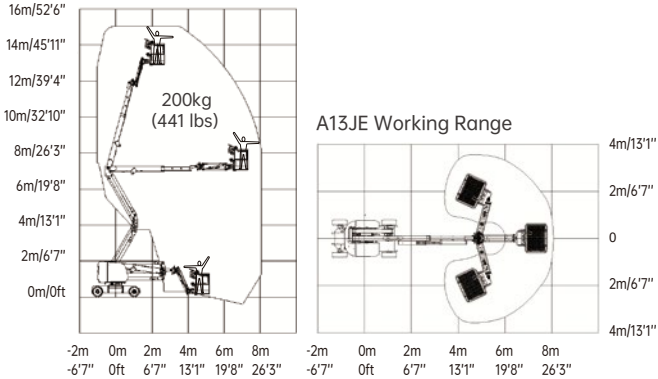 16m/52'6"
14m/45'11"
12m/39'4"
10m/32'10"
8m/26'3"
6m/19'8"
4m/13'1"
2m/6'7"
0m/0ft
200kg
(441 lbs)
-2m 0m 2m 4m 6m 8m
-6'7" 0ft 6'7" 13'1" 19'8" 26'3"
A13JE Working Range
4m/13'1"
2m/6'7"
0
2m/6'7"
4m/13'1"
-2m 0m 2m 4m 6m 8m
-6'7" 0ft 6'7" 13'1" 19'8" 26'3"